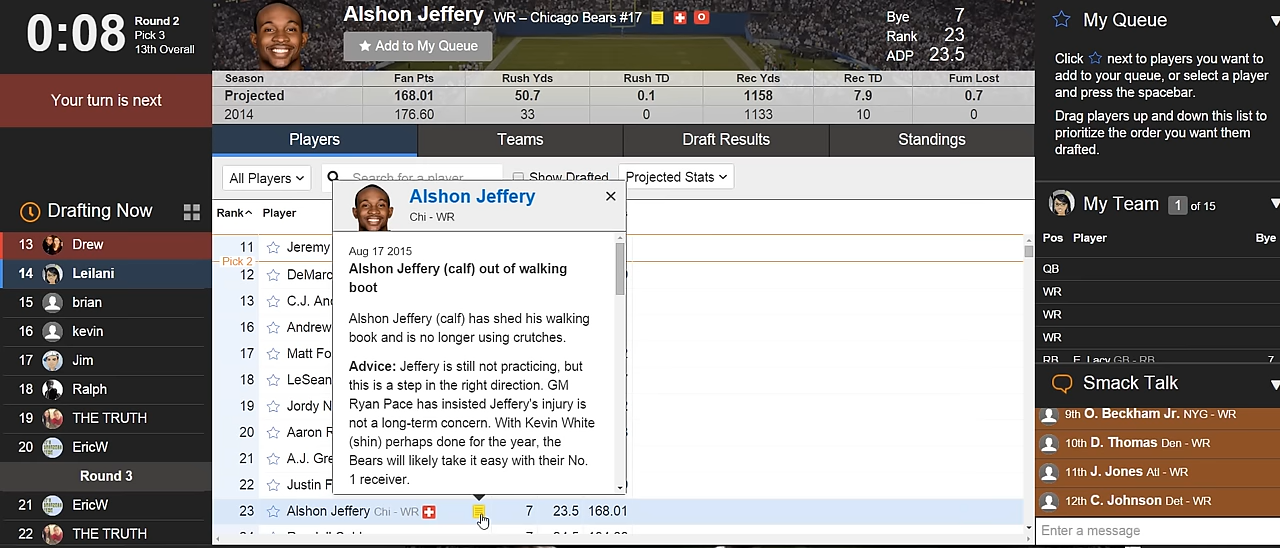 0:08
Round 2
Pick 3
13th Overall
Your turn is next
Drafting Now
13 Drew
14 Leilani
15 brian
16 kevin
17 Jim
18 Ralph
19 THE TRUTH
20 EricW
Round 3
21 EricW
22 THE TRUTH
Alshon Jeffery WR – Chicago Bears #17 O
★ Add to My Queue
Bye 7
Rank 23
ADP 23.5
Season Fan Pts Rush Yds Rush TD Rec Yds Rec TD Fum Lost
Projected 168.01 50.7 0.1 1158 7.9 0.7
2014 176.60 33 0 1133 10 0
Players Teams Draft Results Standings
All Players Search for a player Show Drafted Projected Stats
Rank Player
11 Jeremy
Pick 2
12 DeMarc
13 C.J. An
16 Andrew
17 Matt Fo
18 LeSean
19 Jordy N
20 Aaron R
21 A.J. Gre
22 Justin F
23 Alshon Jeffery Chi - WR 7 23.5 168.01
Alshon Jeffery
Chi - WR
Aug 17 2015
Alshon Jeffery (calf) out of walking
boot
Alshon Jeffery (calf) has shed his walking
book and is no longer using crutches.
Advice: Jeffery is still not practicing, but
this is a step in the right direction. GM
Ryan Pace has insisted Jeffery's injury is
not a long-term concern. With Kevin White
(shin) perhaps done for the year, the
Bears will likely take it easy with their No.
1 receiver.
My Queue
Click ☆ next to players you want to
add to your queue, or select a player
and press the spacebar.
Drag players up and down this list to
prioritize the order you want them
drafted.
My Team 1 of 15
Pos Player Bye
QB
WR
WR
WR
RB E. Lacy GB - RB 7
Smack Talk
9th O. Beckham Jr. NYG - WR
10th D. Thomas Den - WR
11th J. Jones Atl - WR
12th C. Johnson Det - WR
Enter a message